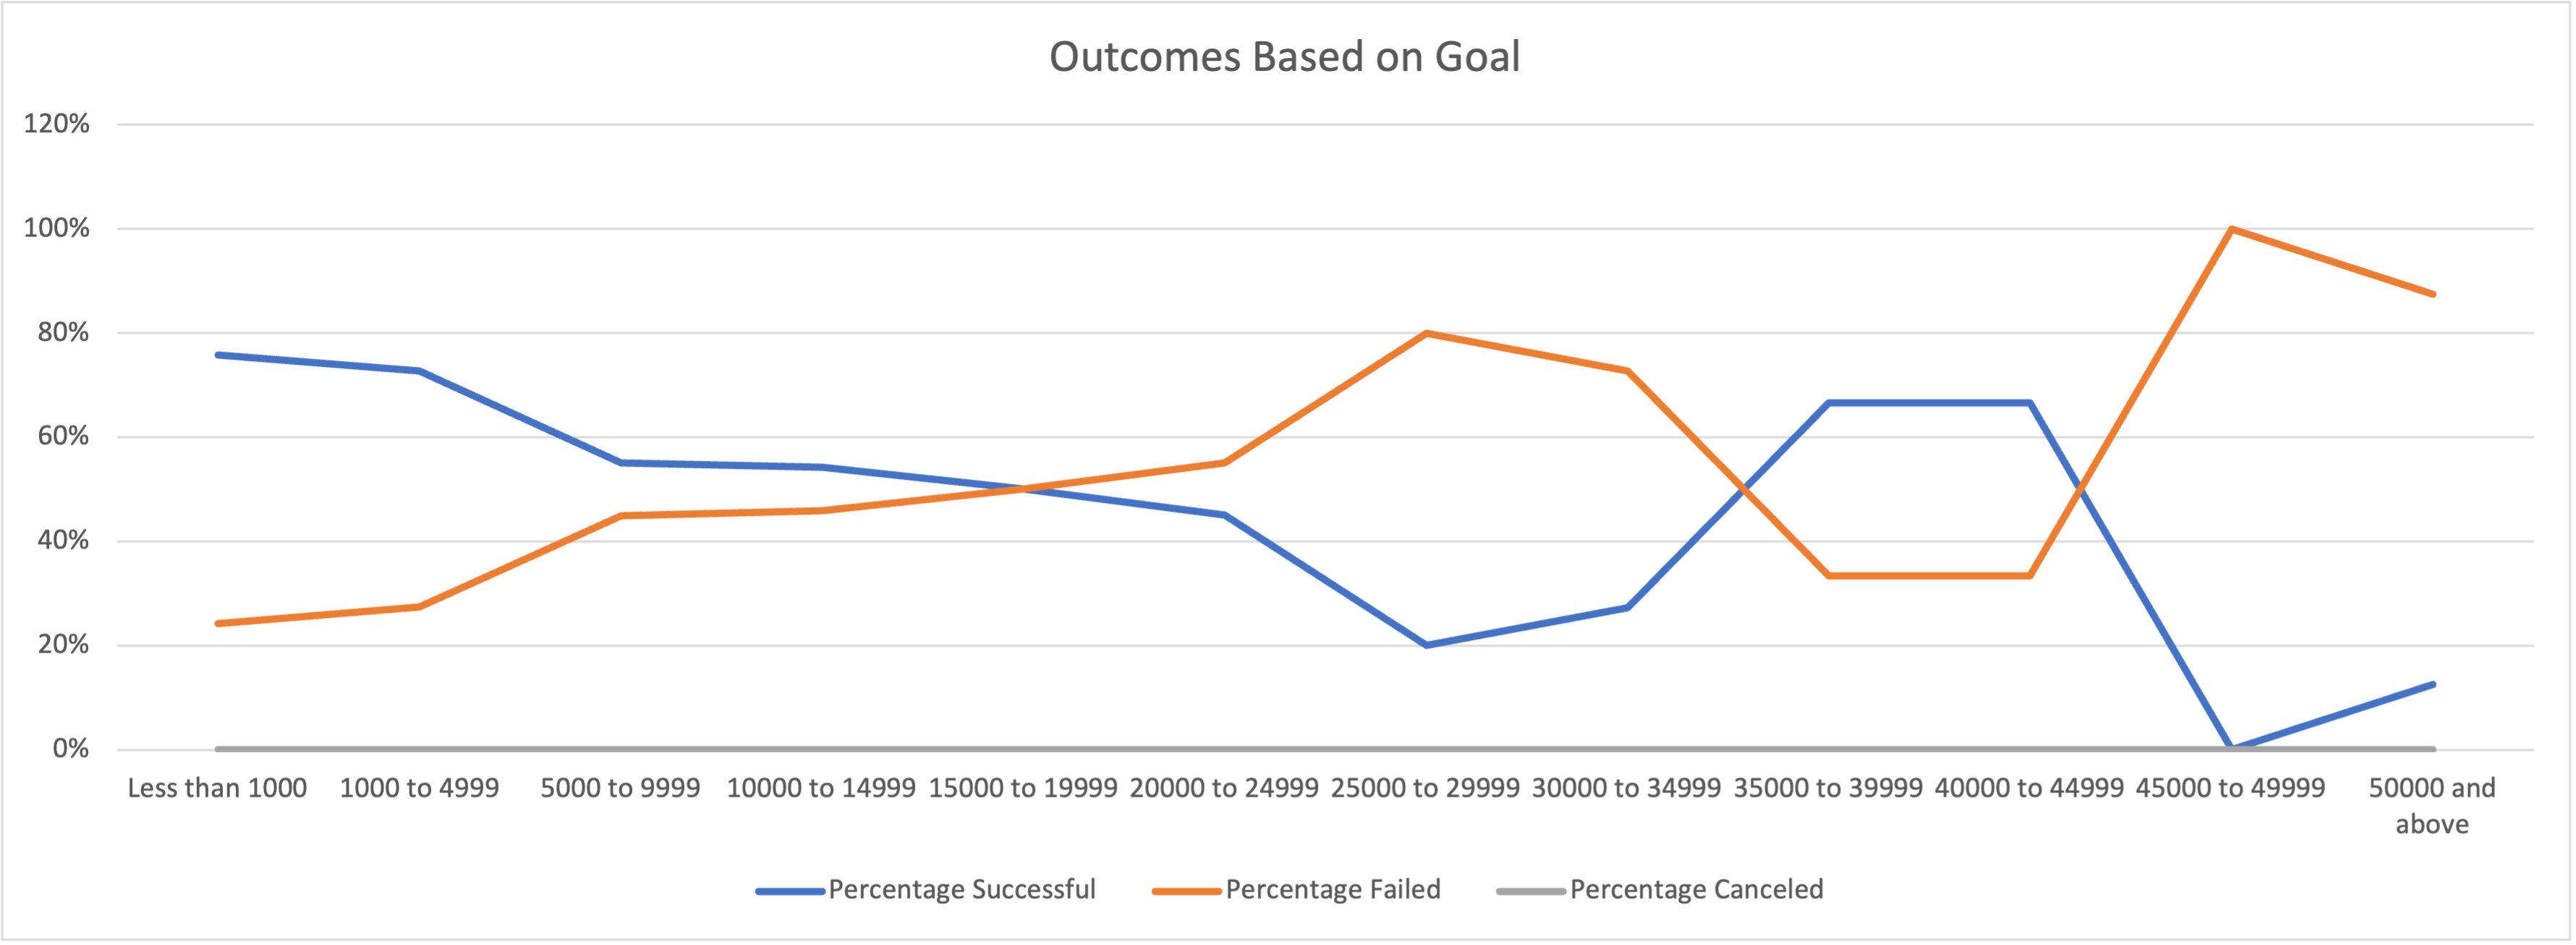 Outcomes Based on Goal
120%
100%
80%
60%
40%
20%
0%
Less than 1000
1000 to 4999
5000 to 9999
10000 to 14999
15000 to 19999
20000 to 24999
25000 to 29999
30000 to 34999
35000 to 39999
40000 to 44999
45000 to 49999
50000 and
above
Percentage Successful
Percentage Failed
Percentage Canceled